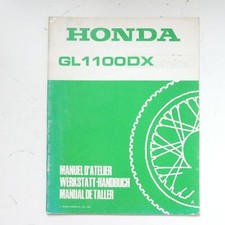 HONDA
GL1100DX
MANUEL D'ATELIER
WERKSTATT-HANDBUCH
MANUAL DE TALLER